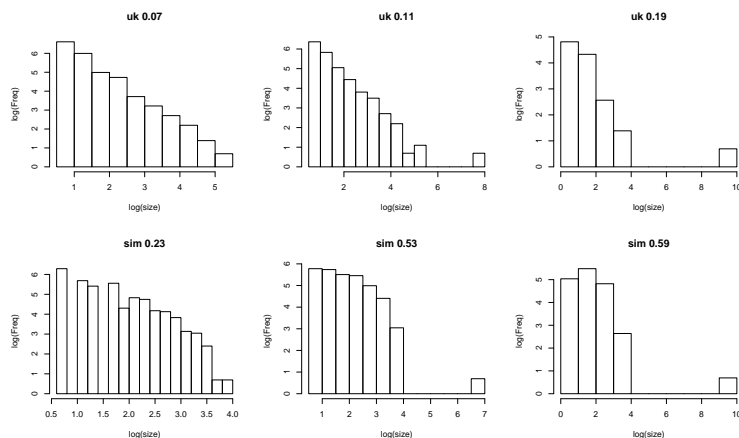 uk 0.07
log(Freq)
6
5
4
3
2
1
0
1 2 3 4 5
log(size)
uk 0.11
log(Freq)
6
5
4
3
2
1
0
2 4 6 8
log(size)
uk 0.19
log(Freq)
5
4
3
2
1
0
0 2 4 6 8 10
log(size)
sim 0.23
log(Freq)
6
5
4
3
2
1
0
0.5 1.0 1.5 2.0 2.5 3.0 3.5 4.0
log(size)
sim 0.53
log(Freq)
6
5
4
3
2
1
0
1 2 3 4 5 6 7
log(size)
sim 0.59
log(Freq)
5
4
3
2
1
0
0 2 4 6 8 10
log(size)